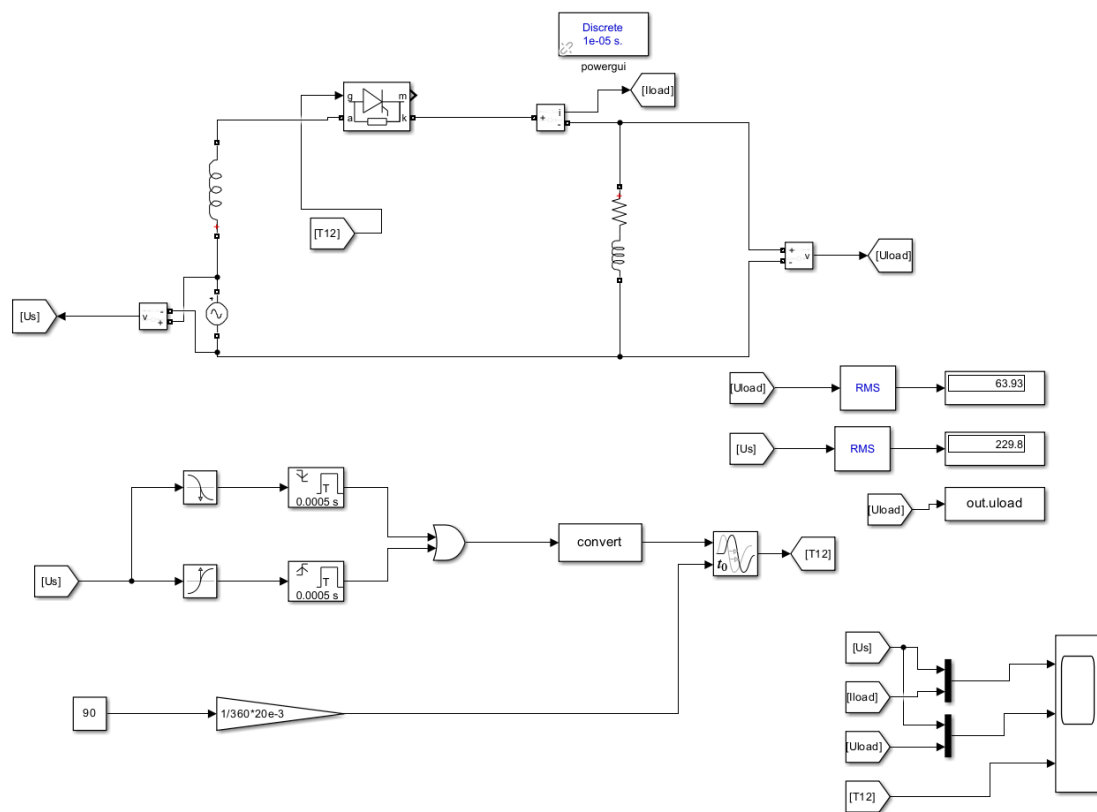 Discrete
1e-05 s.
powergui
g
m
a
k
i
+
-
[Iload]
[T12]
+
-
v
[Uload]
[Us]
v
-
+
[Uload]
RMS
63.93
[Us]
RMS
229.8
[Uload]
out.uload
T
0.0005 s
convert
t0
[T12]
[Us]
T
0.0005 s
[Us]
[Iload]
90
1/360*20e-3
[Uload]
[T12]